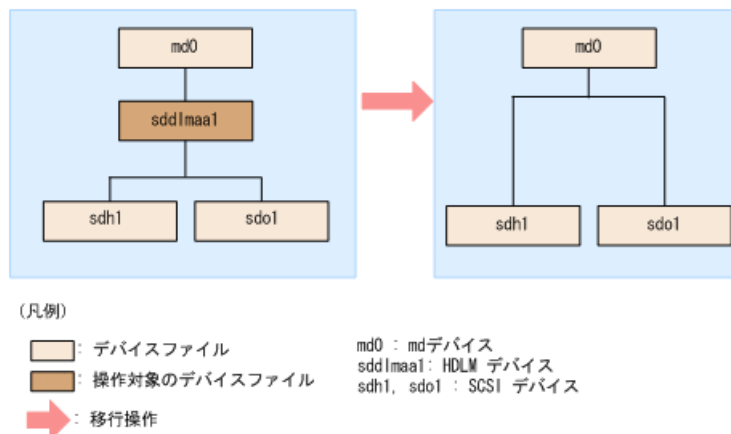 md0
sddlmaa1
sdh1
sdo1
md0
sdh1
sdo1
(凡例)
: デバイスファイル
: 操作対象のデバイスファイル
: 移行操作
md0 : mdデバイス
sddlmaa1: HDLM デバイス
sdh1, sdo1 : SCSI デバイス